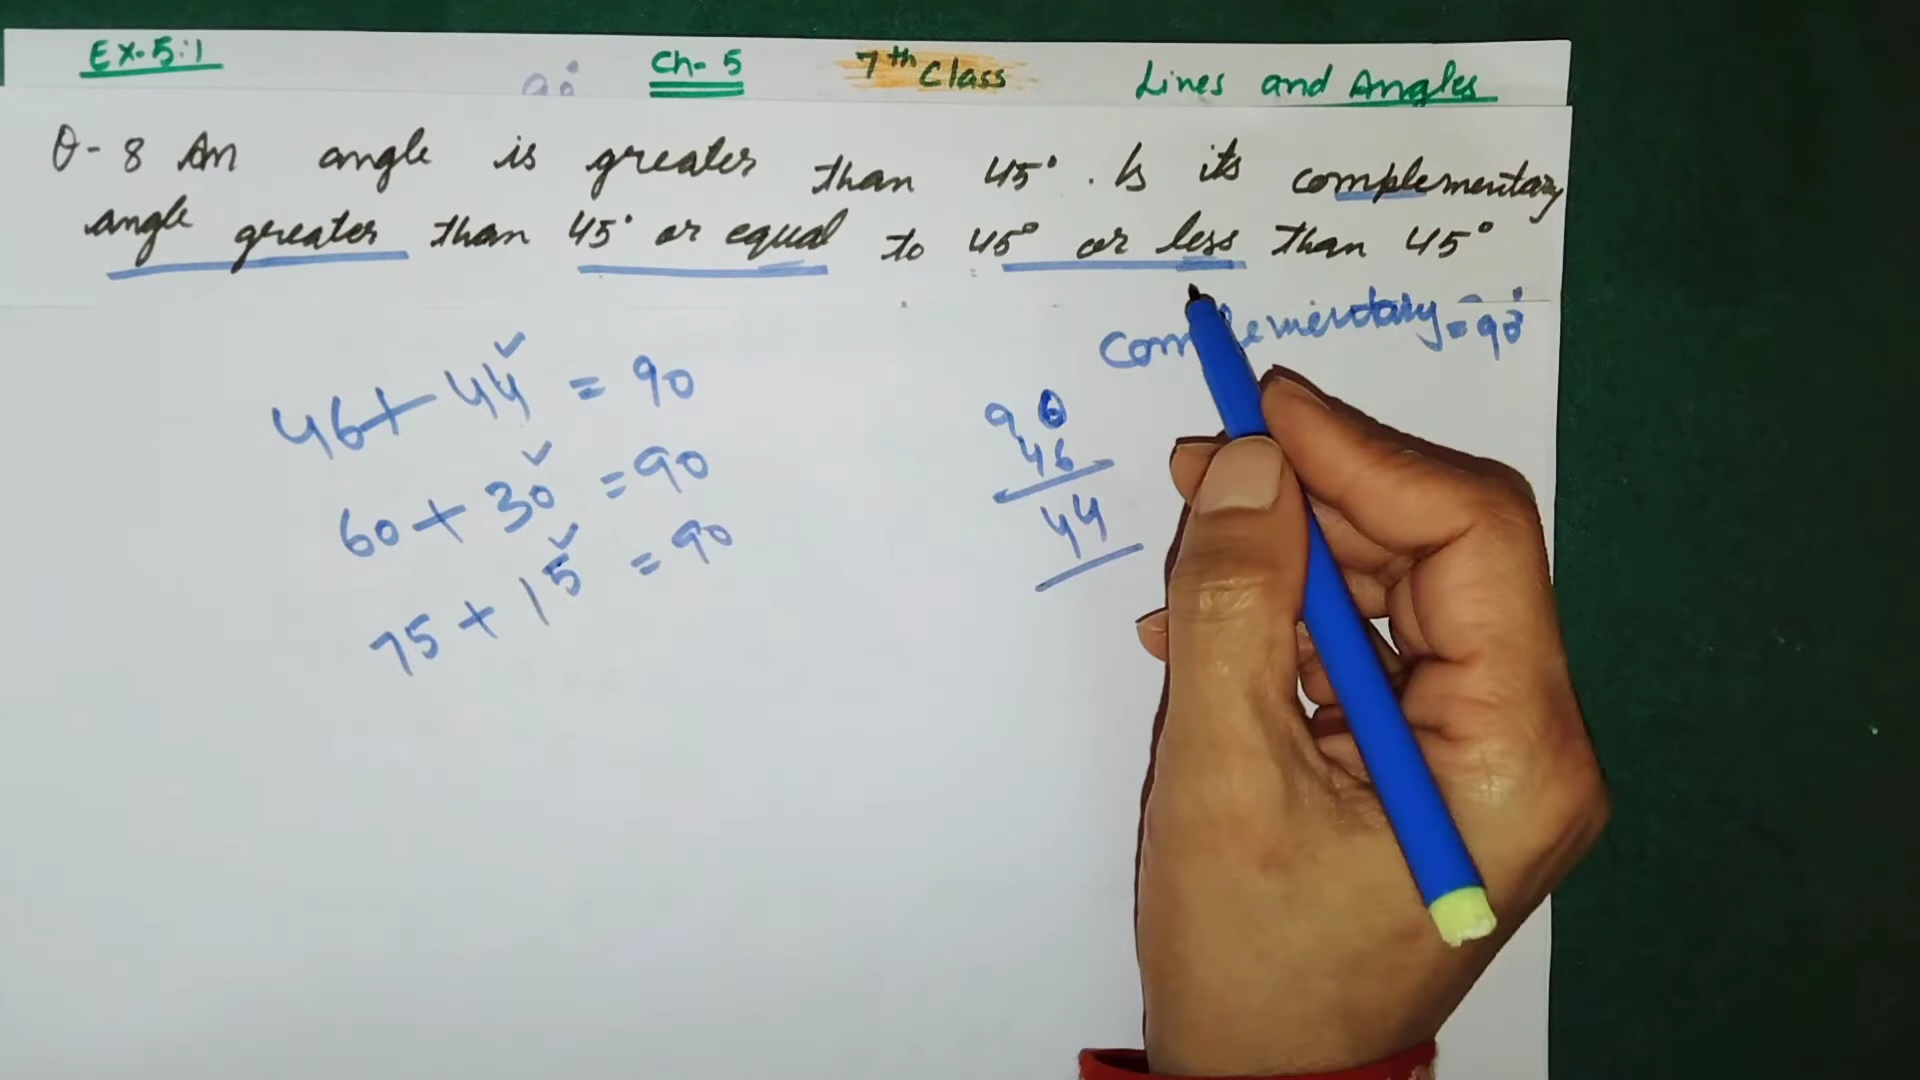 Ex-5:1 90° Ch-5 7th Class Lines and Angles
Q-8 An angle is greater than 45°. Is its complementary
angle greater than 45° or equal to 45° or less than 45°
complementary = 90°
46 + 44 = 90
60 + 30 = 90
75 + 15 = 90
90
46
44